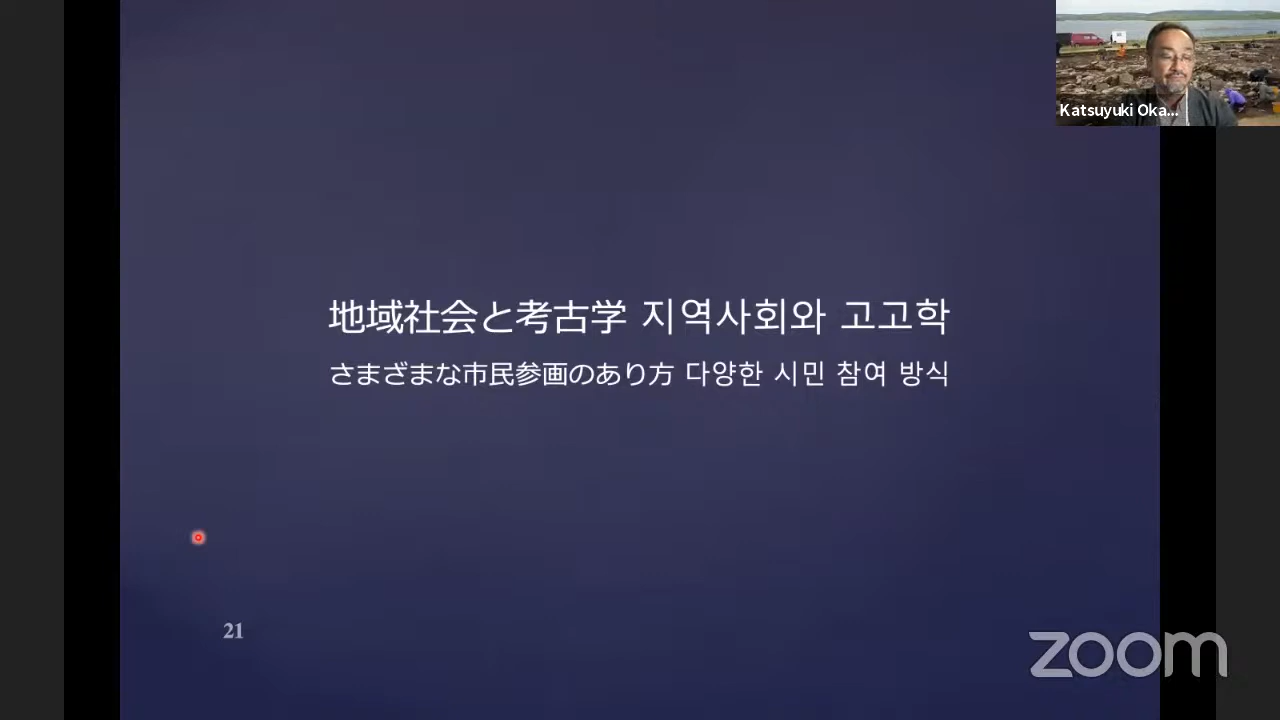 Katsuyuki Oka...
地域社会と考古学 지역사회와 고고학
さまざまな市民参画のあり方 다양한 시민 참여 방식
21
zoom